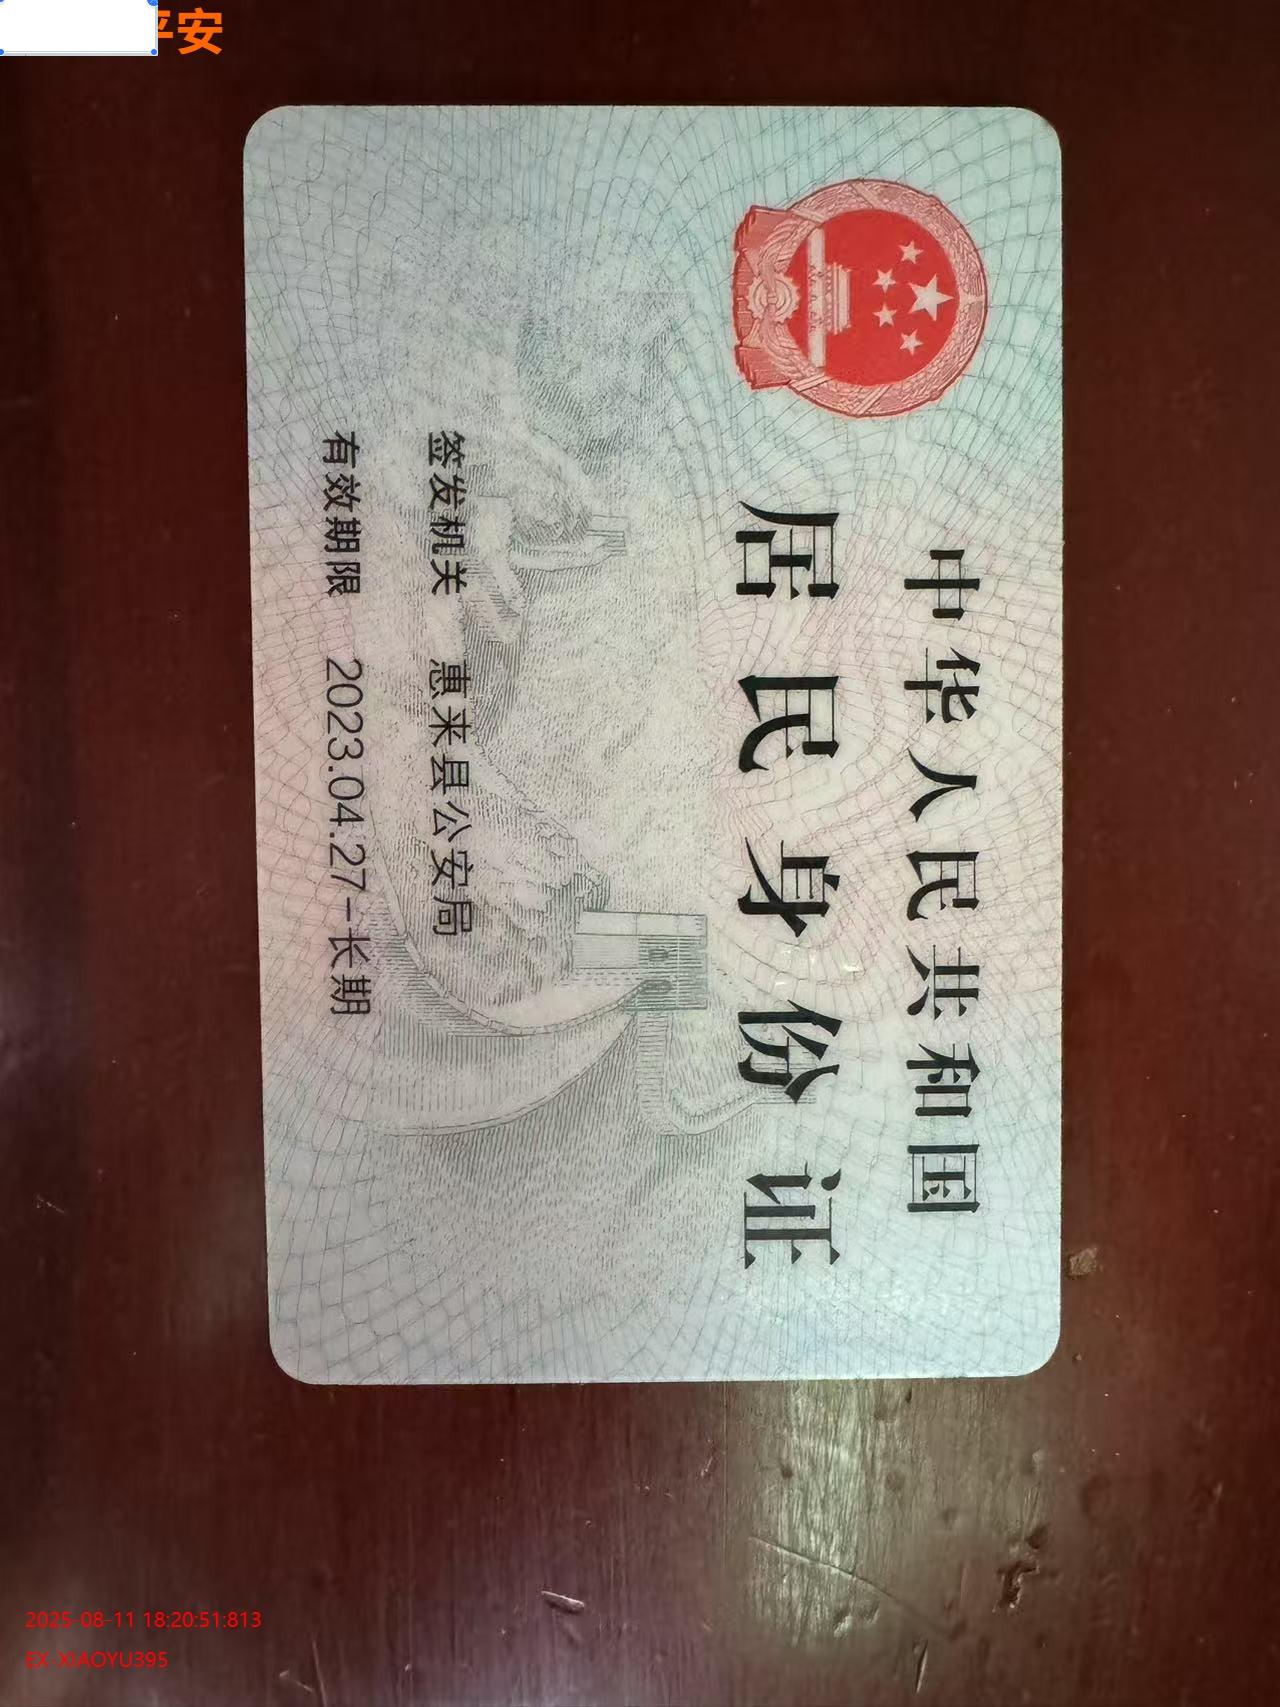 平安
中华人民共和国
居民身份证
签发机关 惠来县公安局
有效期限 2023.04.27-长期
2025-08-11 18:20:51:813
EX-XIAOYU395